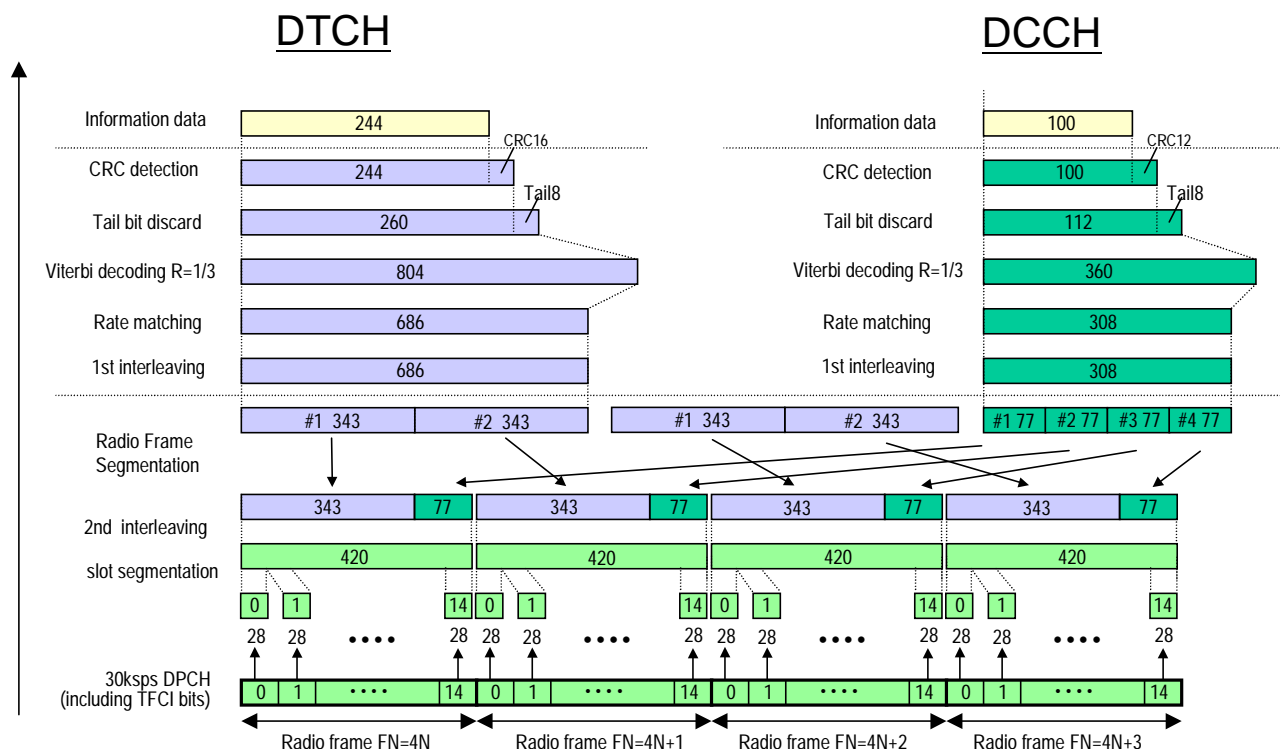 DTCH DCCH
Information data 244 Information data 100
CRC16 CRC12
CRC detection 244 CRC detection 100
Tail8 Tail8
Tail bit discard 260 Tail bit discard 112
Viterbi decoding R=1/3 804 Viterbi decoding R=1/3 360
Rate matching 686 Rate matching 308
1st interleaving 686 1st interleaving 308
#1 343 #2 343 #1 343 #2 343 #1 77 #2 77 #3 77 #4 77
Radio Frame
Segmentation
343 77 343 77 343 77 343 77
2nd interleaving
420 420 420 420
slot segmentation
0 1 14 0 1 14 0 1 14 0 1 14
28 28 •••• 28 28 28 •••• 28 28 28 •••• 28 28 28 •••• 28
30ksps DPCH
(including TFCI bits)
0 1 •••• 14 0 1 •••• 14 0 1 •••• 14 0 1 •••• 14
Radio frame FN=4N Radio frame FN=4N+1 Radio frame FN=4N+2 Radio frame FN=4N+3